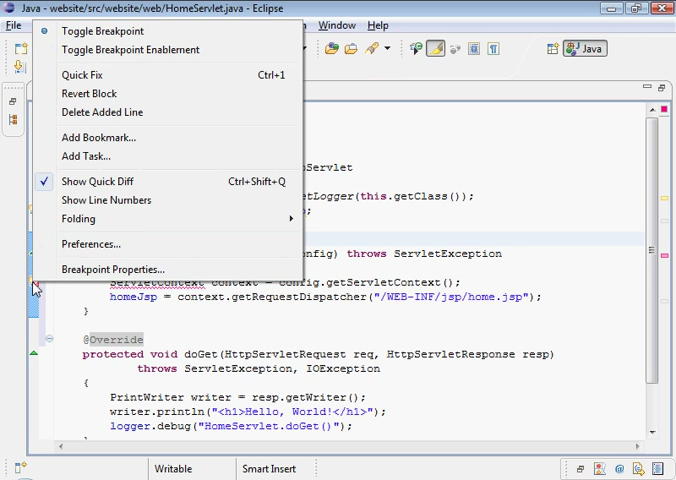 Java - website/src/website/web/HomeServlet.java - Eclipse
File
Window
Help
Java
Toggle Breakpoint
Toggle Breakpoint Enablement
Quick Fix Ctrl+1
Revert Block
Delete Added Line
Add Bookmark...
Add Task...
Show Quick Diff Ctrl+Shift+Q
Show Line Numbers
Folding
Preferences...
Breakpoint Properties...
Servlet
etLogger(this.getClass());
;
nfig) throws ServletException
ServletContext context = config.getServletContext();
homeJsp = context.getRequestDispatcher("/WEB-INF/jsp/home.jsp");
}
@Override
protected void doGet(HttpServletRequest req, HttpServletResponse resp)
throws ServletException, IOException
{
PrintWriter writer = resp.getWriter();
writer.println("<h1>Hello, World!</h1>");
logger.debug("HomeServlet.doGet()");
Writable
Smart Insert